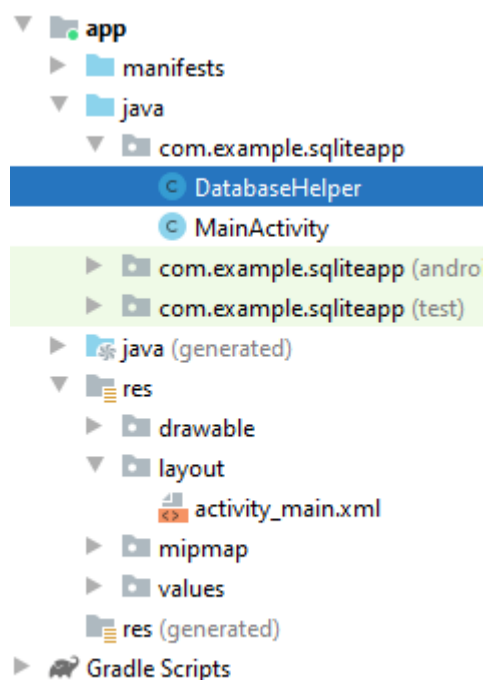 app
manifests
java
com.example.sqliteapp
C DatabaseHelper
C MainActivity
com.example.sqliteapp (andro
com.example.sqliteapp (test)
java (generated)
res
drawable
layout
<> activity_main.xml
mipmap
values
res (generated)
Gradle Scripts